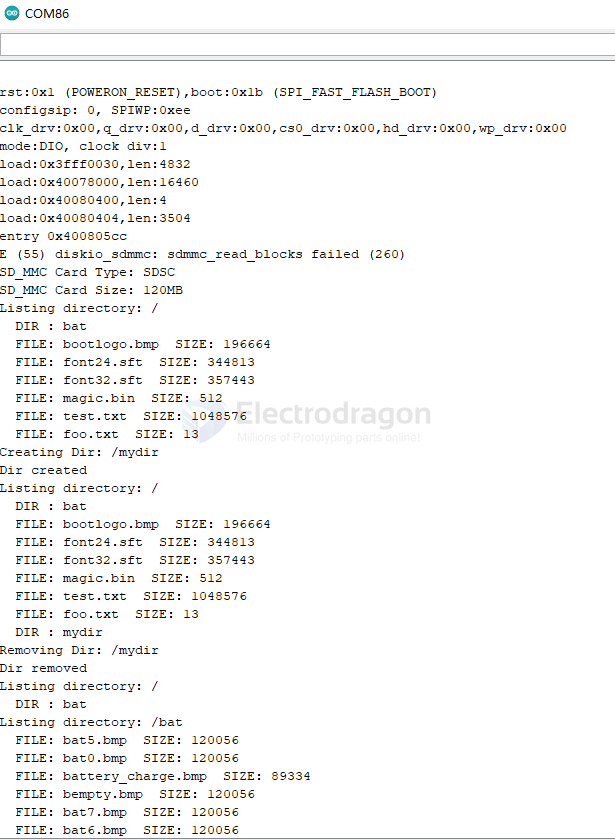 COM86
rst:0x1 (POWERON_RESET),boot:0x1b (SPI_FAST_FLASH_BOOT)
configsip: 0, SPIWP:0xee
clk_drv:0x00,q_drv:0x00,d_drv:0x00,cs0_drv:0x00,hd_drv:0x00,wp_drv:0x00
mode:DIO, clock div:1
load:0x3fff0030,len:4832
load:0x40078000,len:16460
load:0x40080400,len:4
load:0x40080404,len:3504
entry 0x400805cc
E (55) diskio_sdmmc: sdmmc_read_blocks failed (260)
SD_MMC Card Type: SDSC
SD_MMC Card Size: 120MB
Listing directory: /
  DIR : bat
  FILE: bootlogo.bmp  SIZE: 196664
  FILE: font24.sft  SIZE: 344813
  FILE: font32.sft  SIZE: 357443
  FILE: magic.bin  SIZE: 512
  FILE: test.txt  SIZE: 1048576
  FILE: foo.txt  SIZE: 13
Electrodragon
Millions of Prototyping parts online!
Creating Dir: /mydir
Dir created
Listing directory: /
  DIR : bat
  FILE: bootlogo.bmp  SIZE: 196664
  FILE: font24.sft  SIZE: 344813
  FILE: font32.sft  SIZE: 357443
  FILE: magic.bin  SIZE: 512
  FILE: test.txt  SIZE: 1048576
  FILE: foo.txt  SIZE: 13
  DIR : mydir
Removing Dir: /mydir
Dir removed
Listing directory: /
  DIR : bat
Listing directory: /bat
  FILE: bat5.bmp  SIZE: 120056
  FILE: bat0.bmp  SIZE: 120056
  FILE: battery_charge.bmp  SIZE: 89334
  FILE: bempty.bmp  SIZE: 120056
  FILE: bat7.bmp  SIZE: 120056
  FILE: bat6.bmp  SIZE: 120056